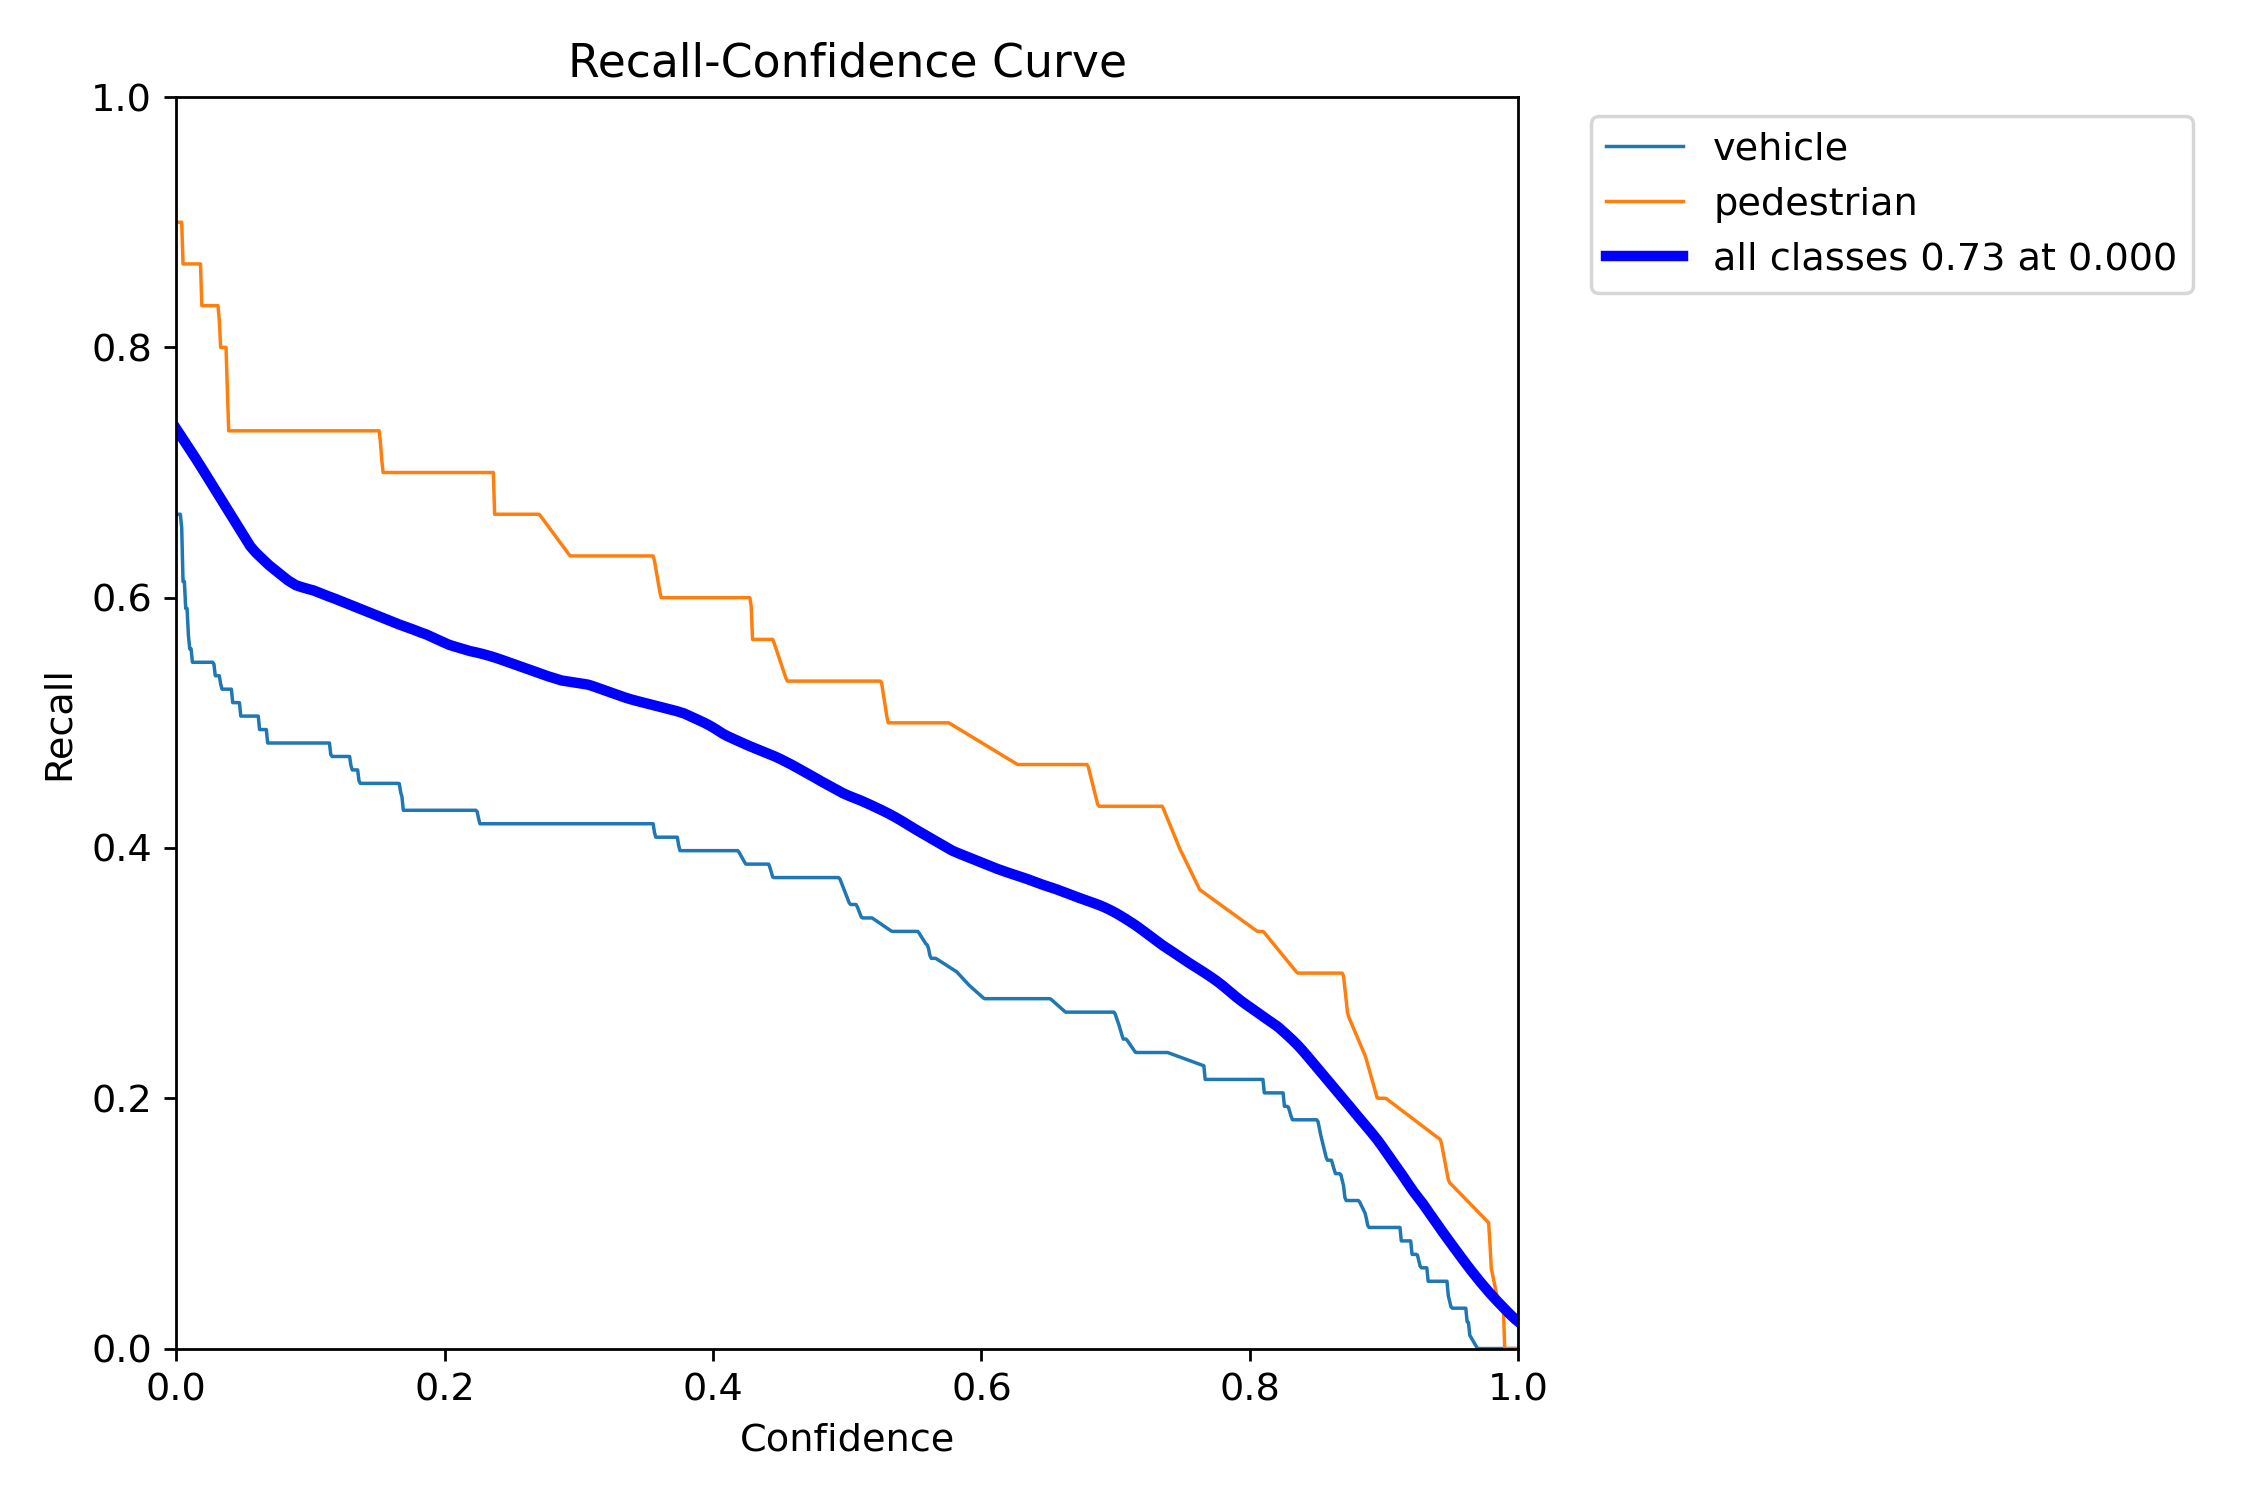 Recall-Confidence Curve
1.0
0.8
0.6
0.4
0.2
0.0
Recall
0.0 0.2 0.4 0.6 0.8 1.0
Confidence
vehicle
pedestrian
all classes 0.73 at 0.000